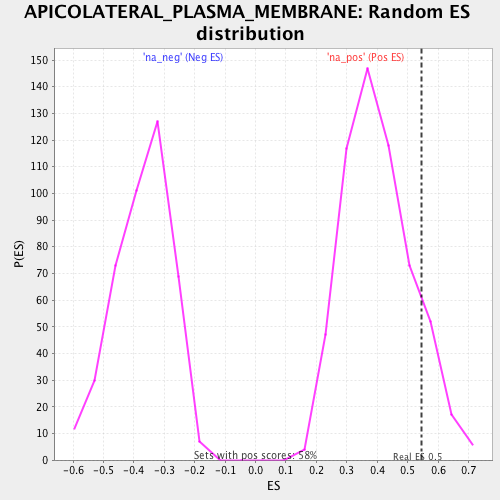 APICOLATERAL_PLASMA_MEMBRANE: Random ES
distribution
'na_neg' (Neg ES)
'na_pos' (Pos ES)
150
140
130
120
110
100
90
80
70
60
50
40
30
20
10
0
P(ES)
Sets with pos scores: 58%
Real ES 0.5
-0.6 -0.5 -0.4 -0.3 -0.2 -0.1 0.0 0.1 0.2 0.3 0.4 0.5 0.6 0.7
ES